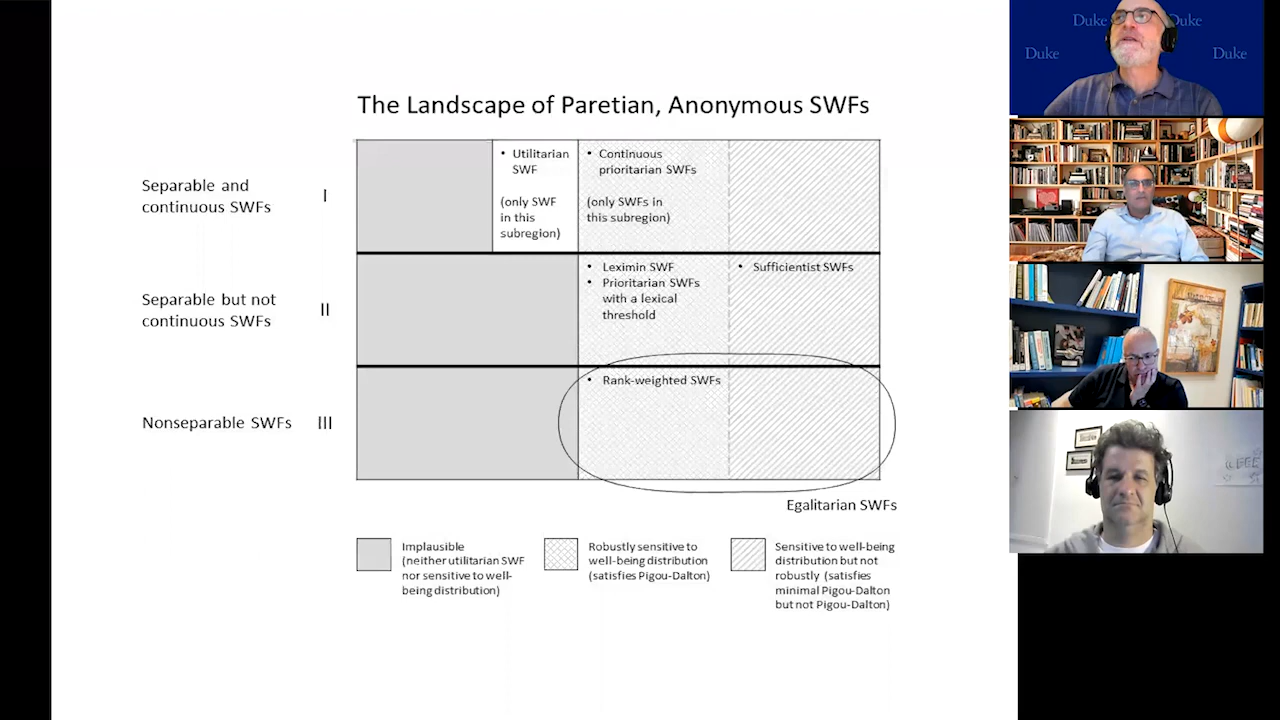 The Landscape of Paretian, Anonymous SWFs
Separable and
continuous SWFs
I
• Utilitarian
SWF
(only SWF
in this
subregion)
• Continuous
prioritarian SWFs
(only SWFs in
this subregion)
Separable but not
continuous SWFs
II
• Leximin SWF
• Prioritarian SWFs
with a lexical
threshold
• Sufficientist SWFs
Nonseparable SWFs
III
• Rank-weighted SWFs
Egalitarian SWFs
Implausible
(neither utilitarian SWF
nor sensitive to well-
being distribution)
Robustly sensitive to
well-being distribution
(satisfies Pigou-Dalton)
Sensitive to well-being
distribution but not
robustly (satisfies
minimal Pigou-Dalton
but not Pigou-Dalton)
Duke
Duke
Duke
Duke